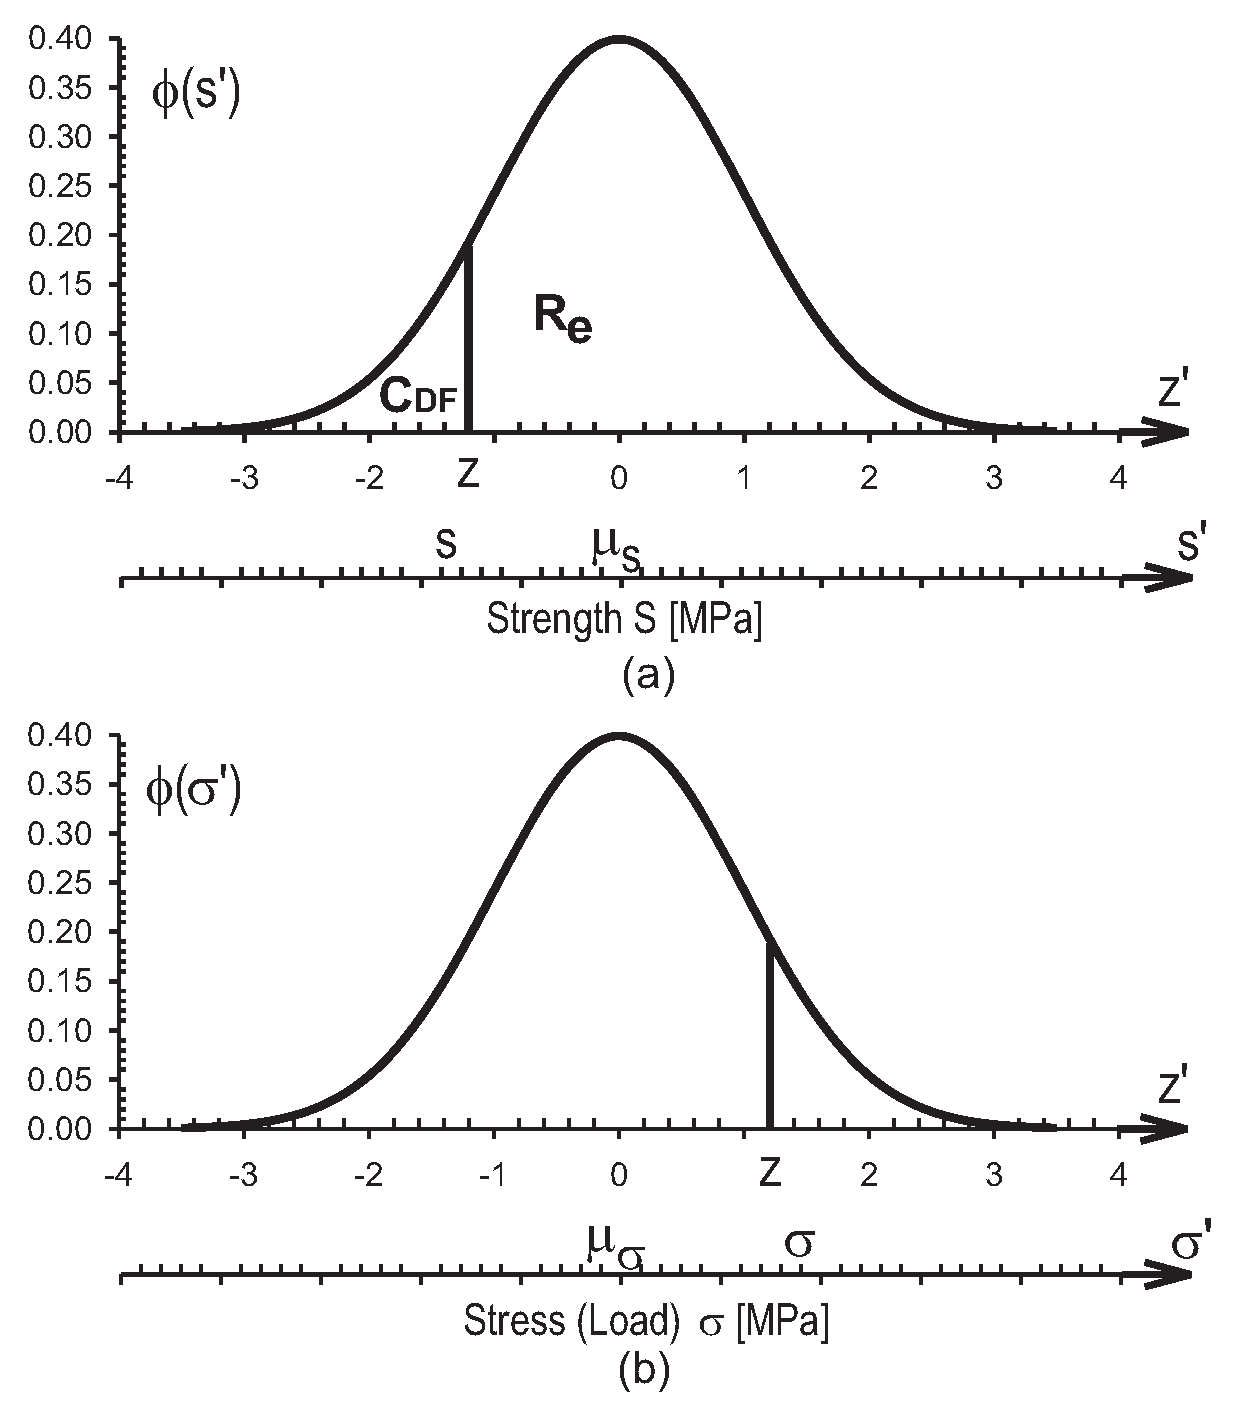 0.40
ϕ(s')
0.35
0.30
0.25
0.20
0.15
0.10
0.05
0.00
Re
CDF
z'
-4 -3 -2 z 0 1 2 3 4
s μs s'
Strength S [MPa]
(a)
0.40
ϕ(σ')
0.35
0.30
0.25
0.20
0.15
0.10
0.05
0.00
z'
-4 -3 -2 -1 0 z 2 3 4
μσ σ σ'
Stress (Load) σ [MPa]
(b)